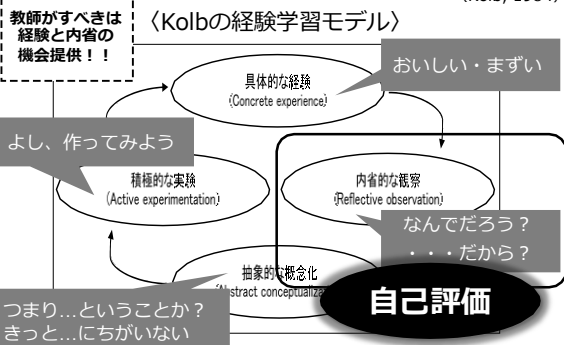 教師がすべきは
経験と内省の
機会提供！！
〈Kolbの経験学習モデル〉
具体的な経験
(Concrete experience)
おいしい・まずい
よし、作ってみよう
積極的な実験
(Active experimentation)
内省的な観察
(Reflective observation)
なんでだろう？
・・・だから？
抽象的な概念化
自己評価
つまり...ということか？
きっと...にちがいない